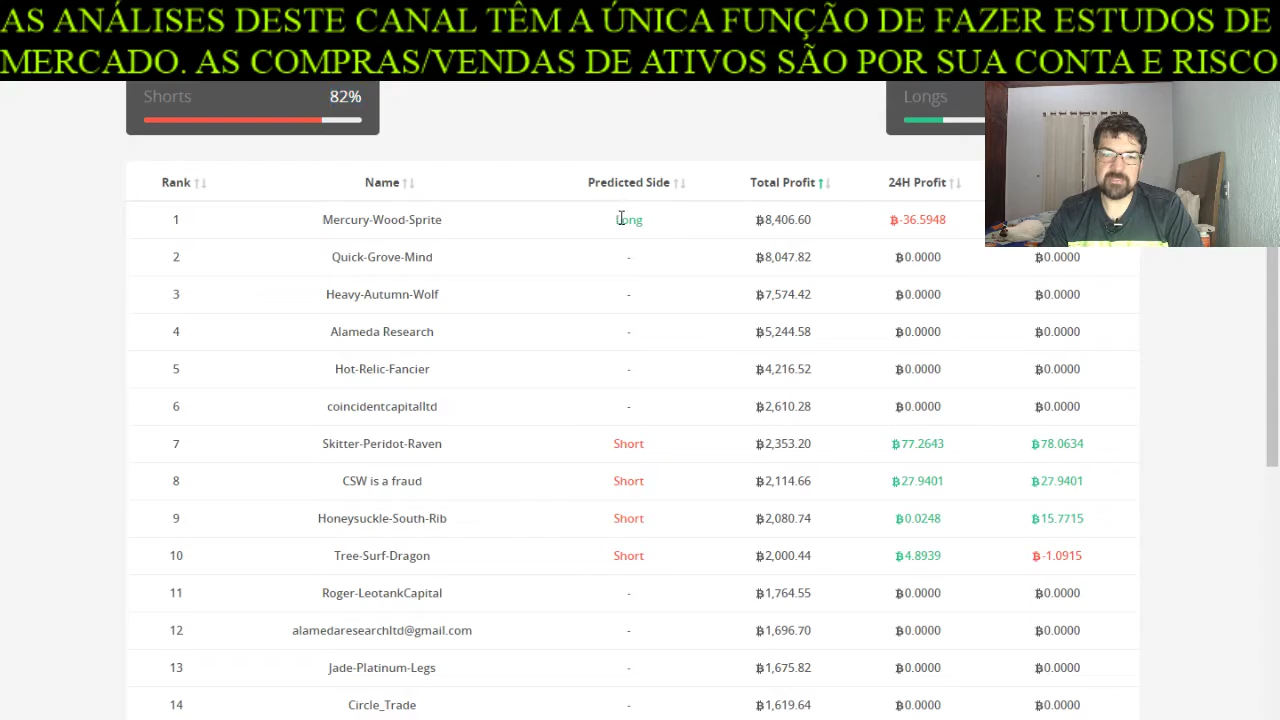 AS ANÁLISES DESTE CANAL TÊM A ÚNICA FUNÇÃO DE FAZER ESTUDOS DE
MERCADO. AS COMPRAS/VENDAS DE ATIVOS SÃO POR SUA CONTA E RISCO
Shorts 82% Longs
Rank Name Predicted Side Total Profit 24H Profit
1 Mercury-Wood-Sprite Long ₿8,406.60 ₿-36.5948
2 Quick-Grove-Mind - ₿8,047.82 ₿0.0000 ₿0.0000
3 Heavy-Autumn-Wolf - ₿7,574.42 ₿0.0000 ₿0.0000
4 Alameda Research - ₿5,244.58 ₿0.0000 ₿0.0000
5 Hot-Relic-Fancier - ₿4,216.52 ₿0.0000 ₿0.0000
6 coincidentcapitalltd - ₿2,610.28 ₿0.0000 ₿0.0000
7 Skitter-Peridot-Raven Short ₿2,353.20 ₿77.2643 ₿78.0634
8 CSW is a fraud Short ₿2,114.66 ₿27.9401 ₿27.9401
9 Honeysuckle-South-Rib Short ₿2,080.74 ₿0.0248 ₿15.7715
10 Tree-Surf-Dragon Short ₿2,000.44 ₿4.8939 ₿-1.0915
11 Roger-LeotankCapital - ₿1,764.55 ₿0.0000 ₿0.0000
12 alamedaresearchltd@gmail.com - ₿1,696.70 ₿0.0000 ₿0.0000
13 Jade-Platinum-Legs - ₿1,675.82 ₿0.0000 ₿0.0000
14 Circle_Trade - ₿1,619.64 ₿0.0000 ₿0.0000